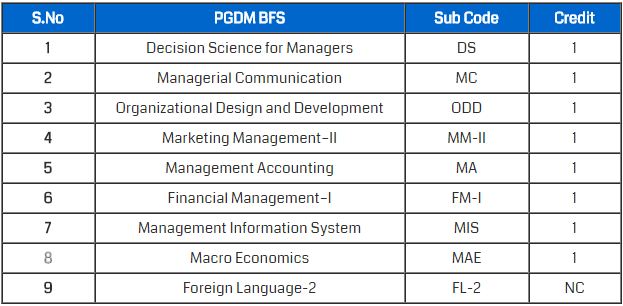 S.No PGDM BFS Sub Code Credit
1 Decision Science for Managers DS 1
2 Managerial Communication MC 1
3 Organizational Design and Development ODD 1
4 Marketing Management-II MM-II 1
5 Management Accounting MA 1
6 Financial Management-I FM-I 1
7 Management Information System MIS 1
8 Macro Economics MAE 1
9 Foreign Language-2 FL-2 NC